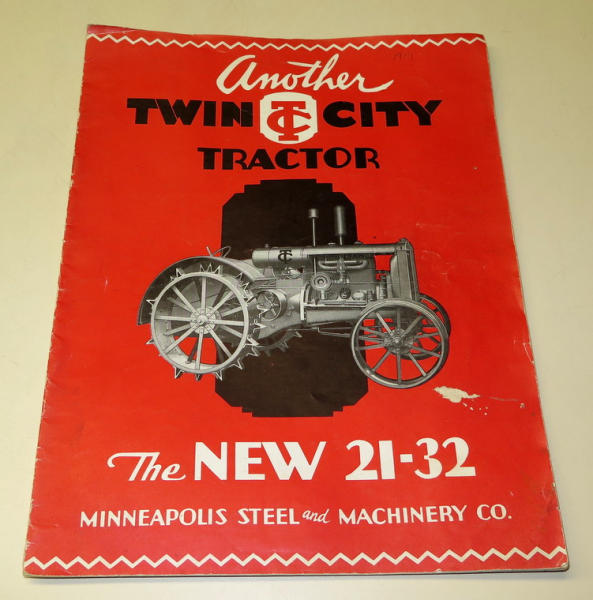 Another
TWIN TC CITY
TRACTOR
TC
The NEW 21-32
MINNEAPOLIS STEEL and MACHINERY CO.